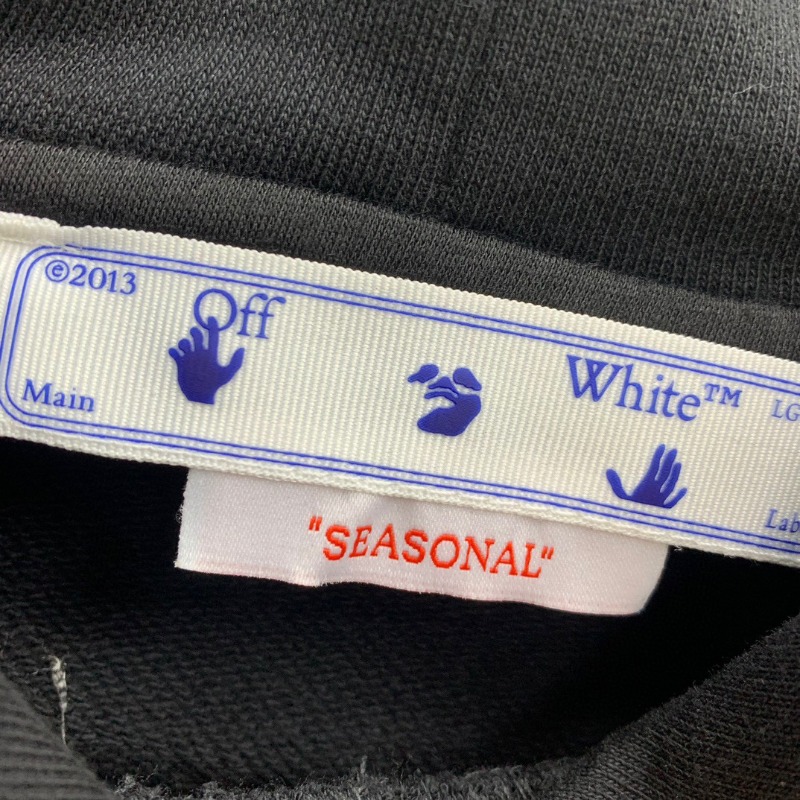 ©2013
Off
White™
LG
Main
Lab
"SEASONAL"